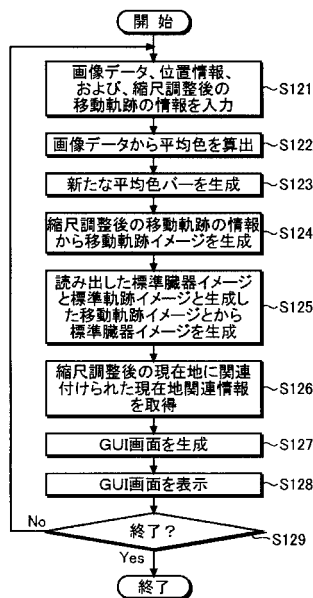 開 始
画像データ、位置情報、
および、縮尺調整後の
移動軌跡の情報を入力
S121
画像データから平均色を算出
S122
新たな平均色バーを生成
S123
縮尺調整後の移動軌跡の情報
から移動軌跡イメージを生成
S124
読み出した標準臓器イメージ
と標準軌跡イメージと生成し
た移動軌跡イメージとから
標準臓器イメージを生成
S125
縮尺調整後の現在地に関連
付けられた現在地関連情報
を取得
S126
GUI画面を生成
S127
GUI画面を表示
S128
No
終了？
S129
Yes
終了